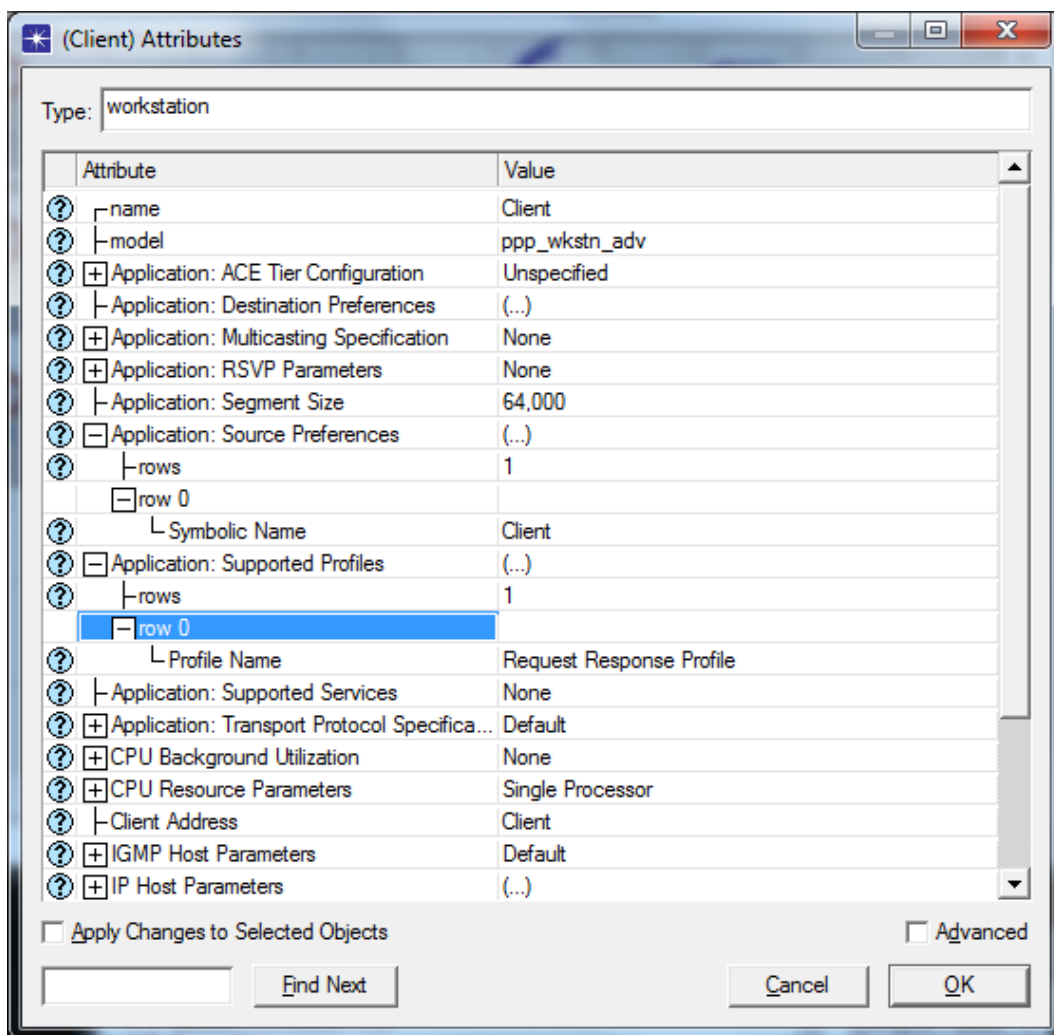 (Client) Attributes
Type: workstation
Attribute Value
name Client
model ppp_wkstn_adv
Application: ACE Tier Configuration Unspecified
Application: Destination Preferences (...)
Application: Multicasting Specification None
Application: RSVP Parameters None
Application: Segment Size 64,000
Application: Source Preferences (...)
rows 1
row 0
Symbolic Name Client
Application: Supported Profiles (...)
rows 1
row 0
Profile Name Request Response Profile
Application: Supported Services None
Application: Transport Protocol Specifica... Default
CPU Background Utilization None
CPU Resource Parameters Single Processor
Client Address Client
IGMP Host Parameters Default
IP Host Parameters (...)
Apply Changes to Selected Objects Advanced
Find Next Cancel OK